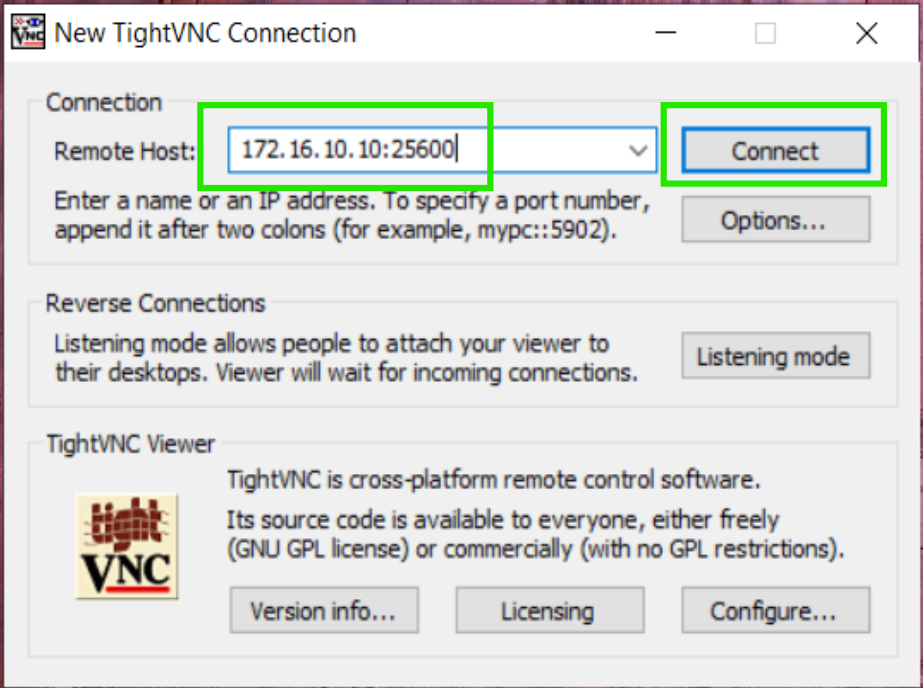 New TightVNC Connection
Connection
Remote Host: 172.16.10.10:25600 Connect
Enter a name or an IP address. To specify a port number,
append it after two colons (for example, mypc::5902).
Options...
Reverse Connections
Listening mode allows people to attach your viewer to
their desktops. Viewer will wait for incoming connections.
Listening mode
TightVNC Viewer
TightVNC is cross-platform remote control software.
Its source code is available to everyone, either freely
(GNU GPL license) or commercially (with no GPL restrictions).
tight
VNC
Version info... Licensing Configure...